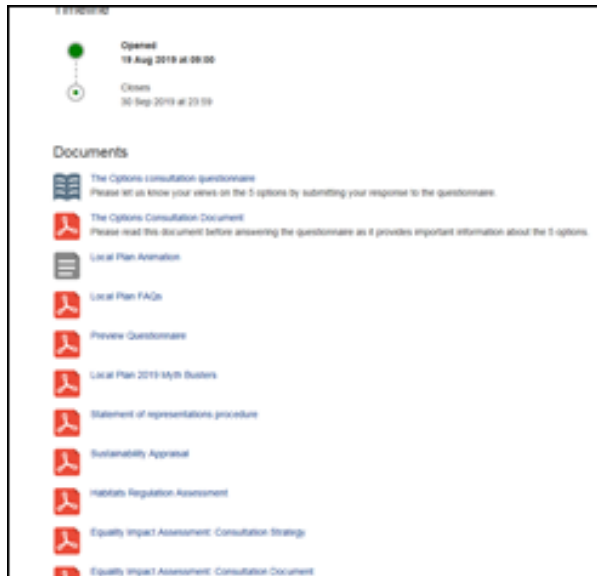 Timeline
Opened
19 Aug 2019 at 09:00
Closes
30 Sep 2019 at 23:59
Documents
The Options consultation questionnaire
Please let us know your views on the 5 options by submitting your response to the questionnaire.
The Options Consultation Document
Please read this document before answering the questionnaire as it provides important information about the 5 options.
Local Plan Animation
Local Plan FAQs
Preview Questionnaire
Local Plan 2019 Myth Busters
Statement of representations procedure
Sustainability Appraisal
Habitats Regulation Assessment
Equality Impact Assessment: Consultation Strategy
Equality Impact Assessment: Consultation Document